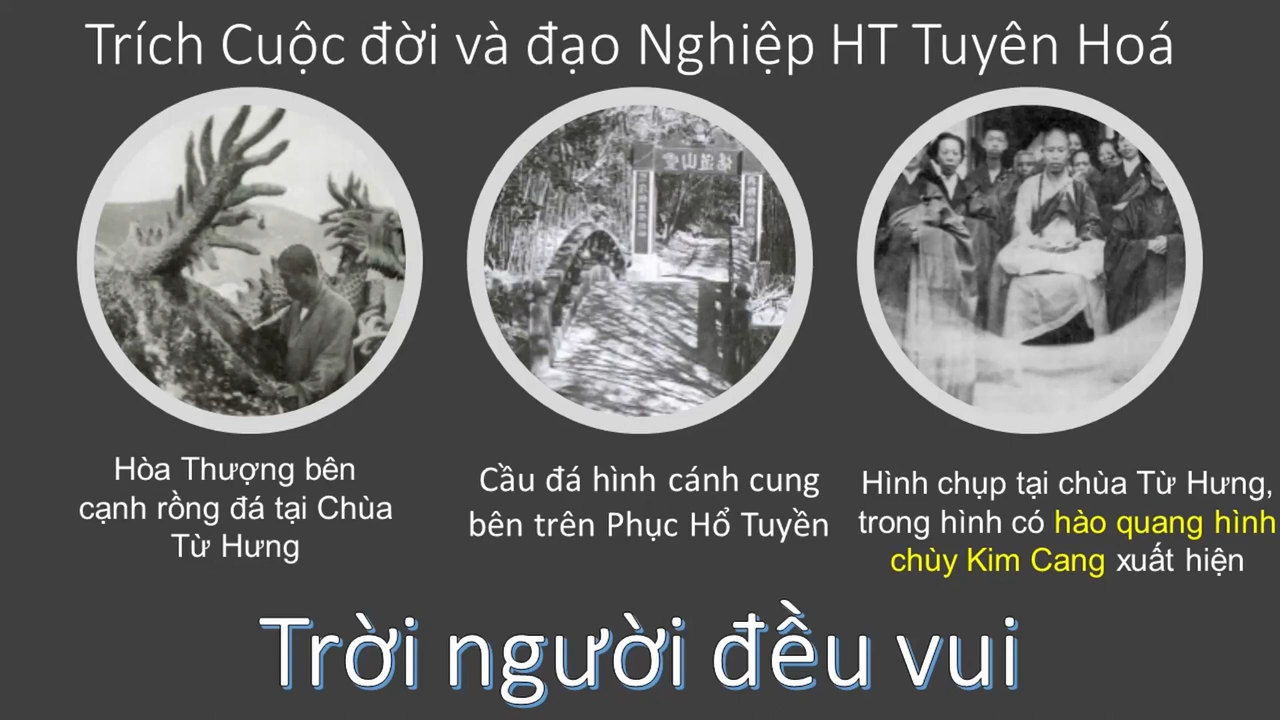 Trích Cuộc đời và đạo Nghiệp HT Tuyên Hoá
Hòa Thượng bên
cạnh rồng đá tại Chùa
Từ Hưng
Cầu đá hình cánh cung
bên trên Phục Hổ Tuyền
Hình chụp tại chùa Từ Hưng,
trong hình có hào quang hình
chùy Kim Cang xuất hiện
Trời người đều vui